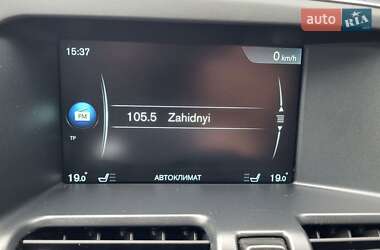 auto RIA
15:37
0 km/h
FM
105.5 Zahidnyi
TP
19.0° АВТОКЛИМАТ 19.0°